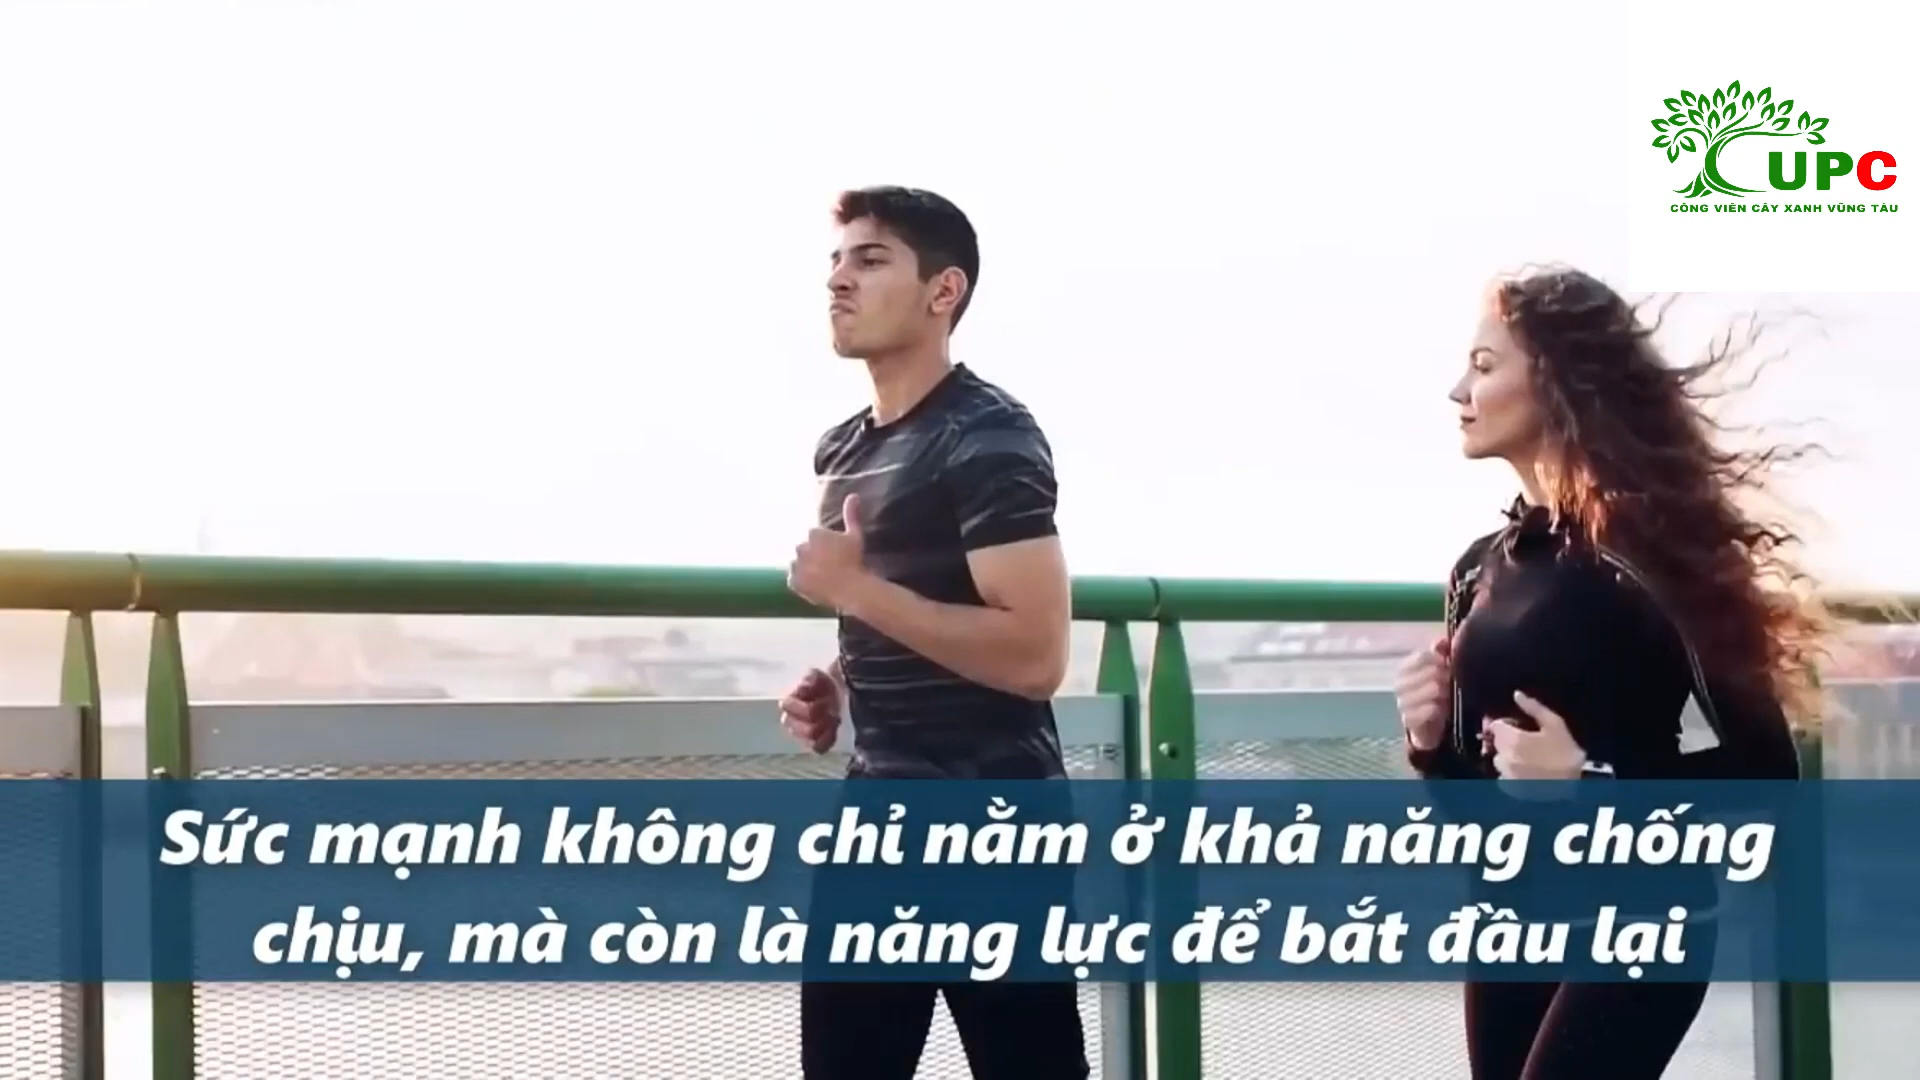 UPC
CÔNG VIÊN CÂY XANH VŨNG TÀU
Sức mạnh không chỉ nằm ở khả năng chống
chịu, mà còn là năng lực để bắt đầu lại